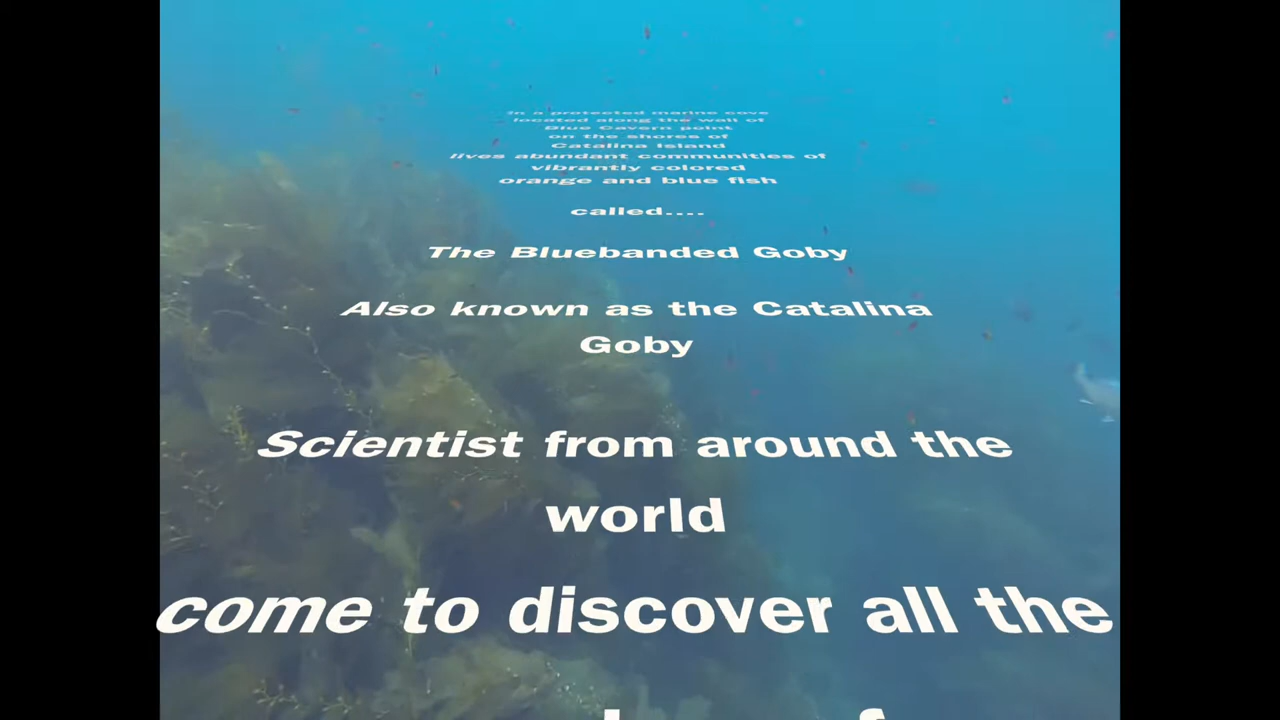 In a protected marine cove
located along the wall of
Blue Cavern point
on the shores of
Catalina Island
lives abundant communities of
vibrantly colored
orange and blue fish
called....
The Bluebanded Goby
Also known as the Catalina
Goby
Scientist from around the
world
come to discover all the